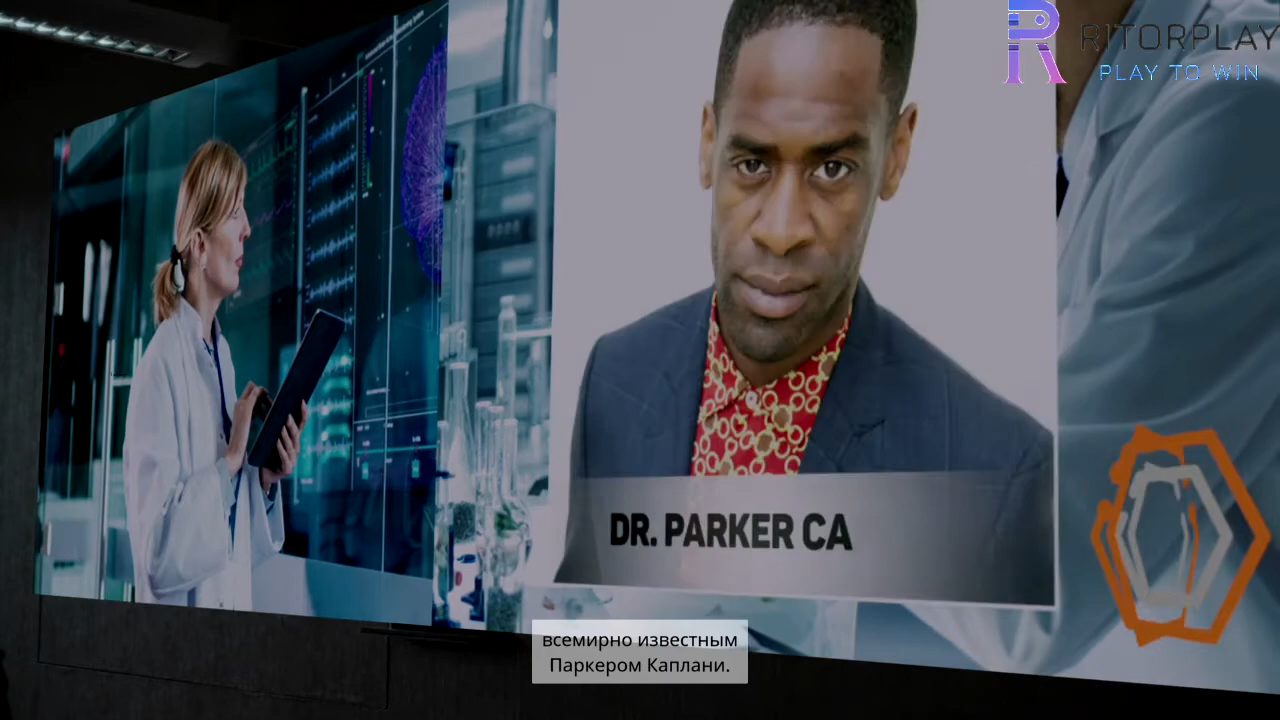 RITORPLAY
PLAY TO WIN
DR. PARKER CA
всемирно известным
Паркером Каплани.